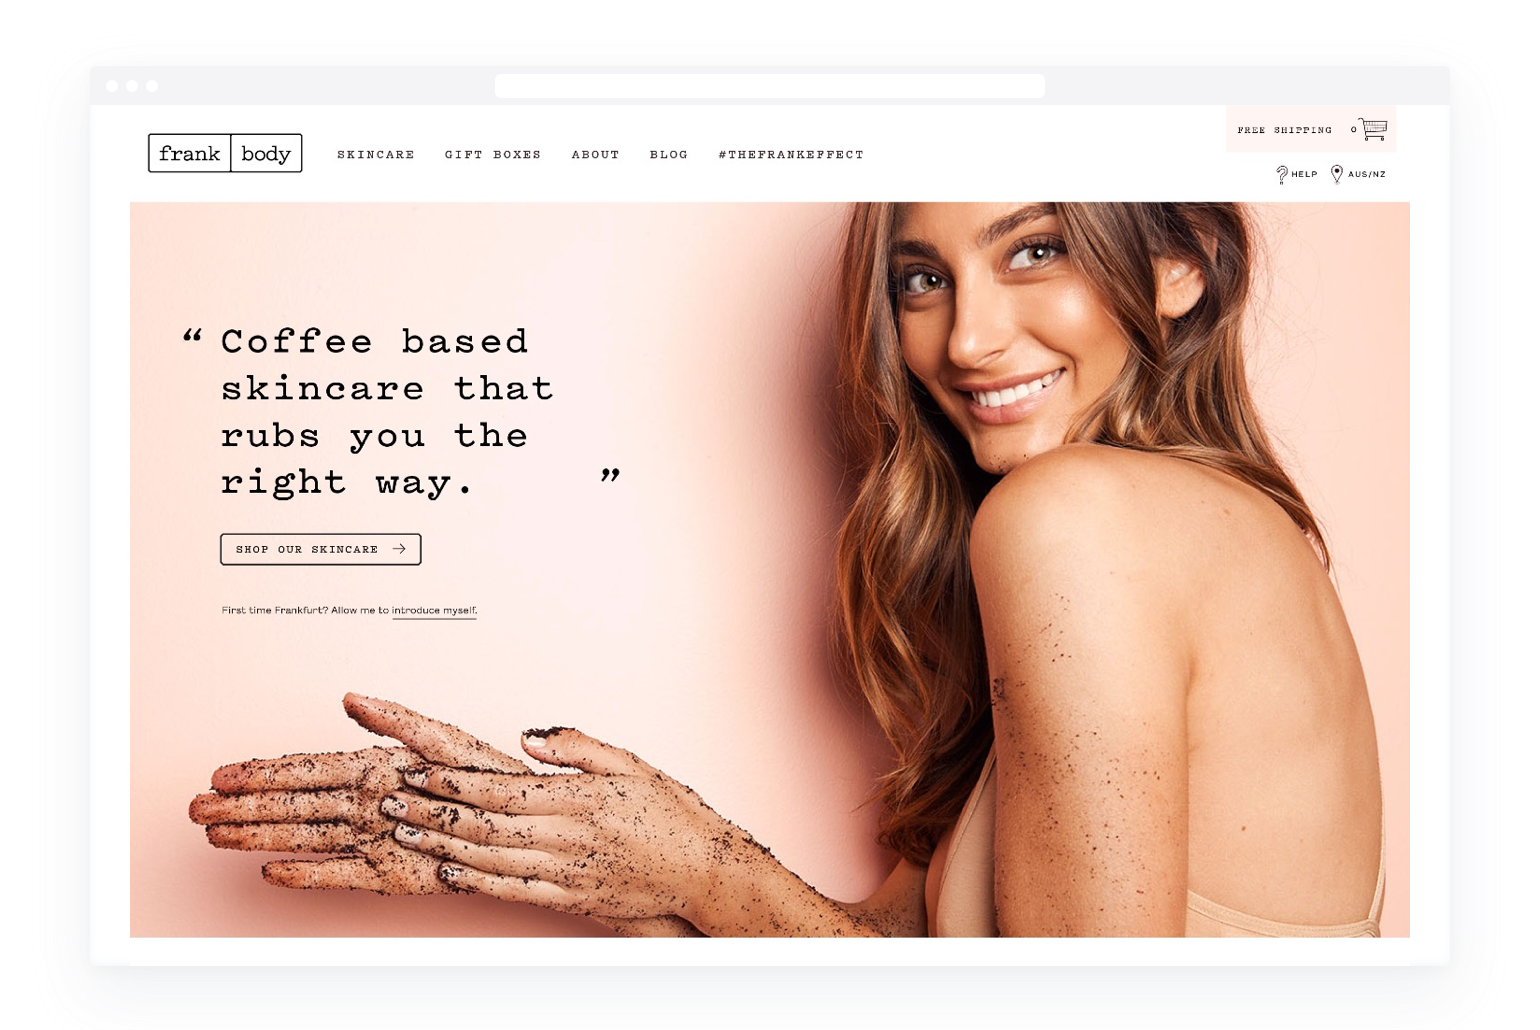 frank body
SKINCARE GIFT BOXES ABOUT BLOG #THEFRANKEFFECT
FREE SHIPPING 0
HELP AUS/NZ
“ Coffee based
skincare that
rubs you the
right way. ”
SHOP OUR SKINCARE →
First time Frankfurt? Allow me to introduce myself.